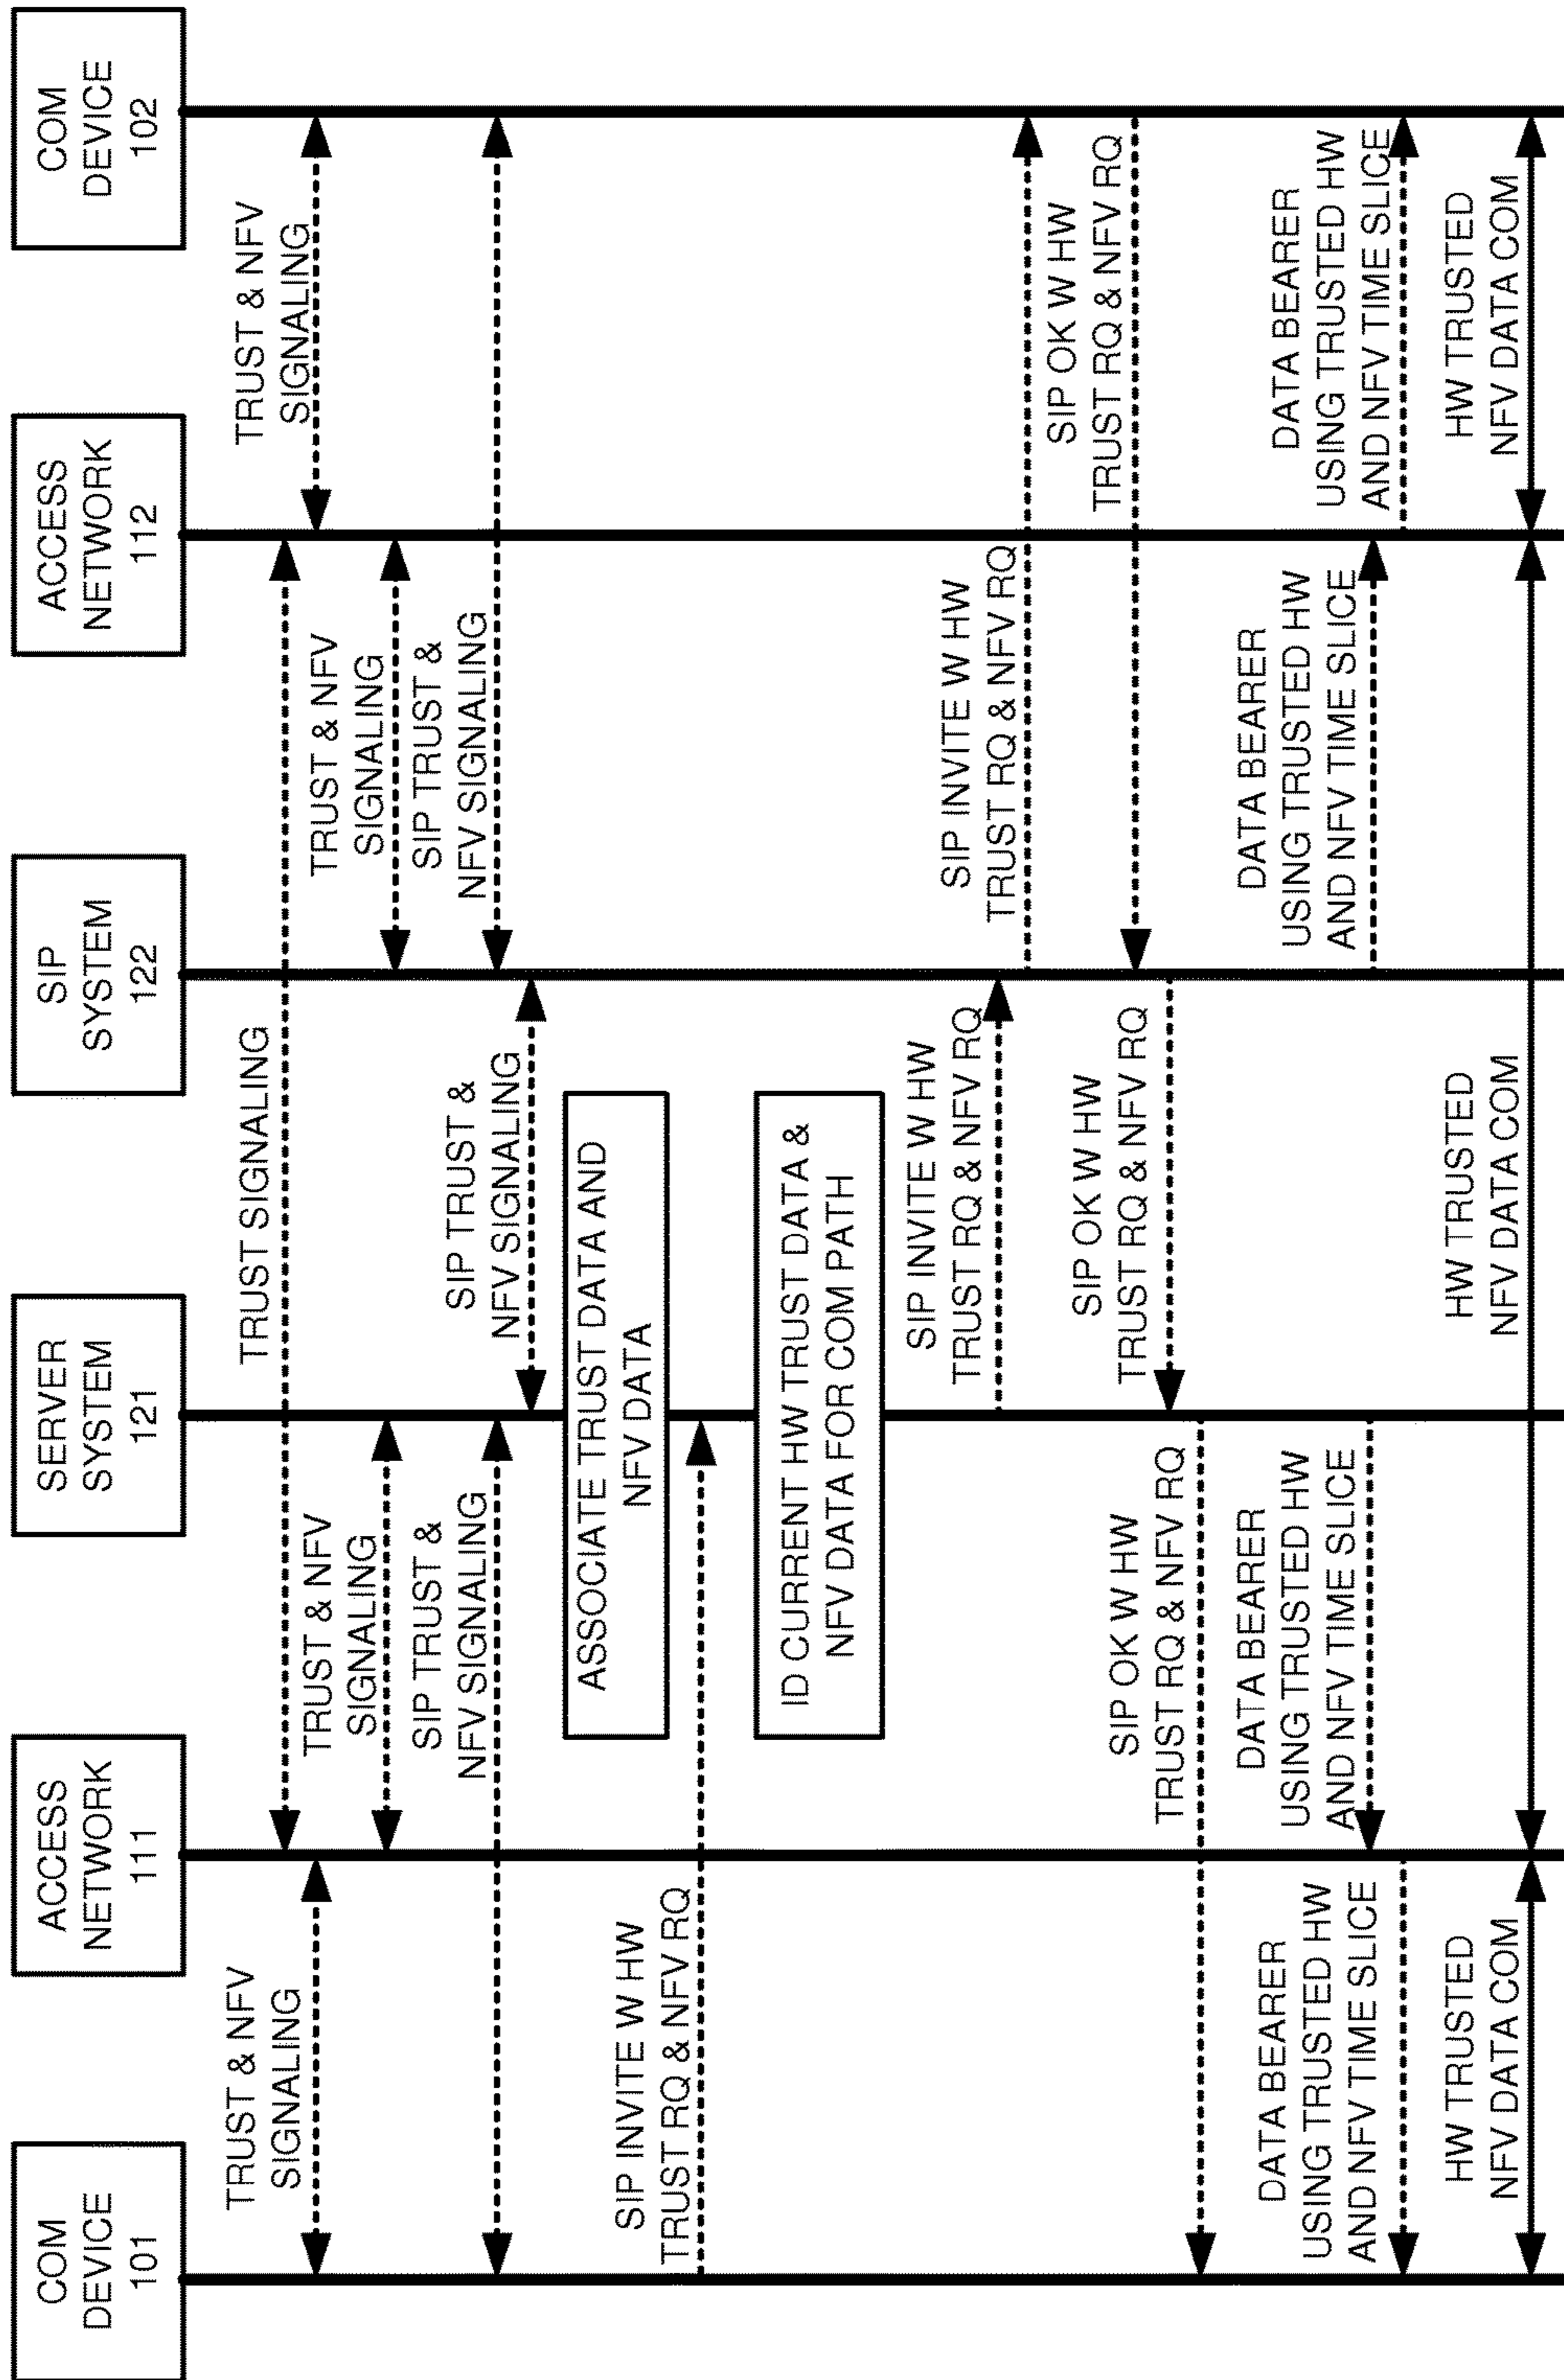 COM
DEVICE
101
ACCESS
NETWORK
111
SERVER
SYSTEM
121
SIP
SYSTEM
122
ACCESS
NETWORK
112
COM
DEVICE
102
TRUST SIGNALING
TRUST & NFV
SIGNALING
TRUST & NFV
SIGNALING
TRUST & NFV
SIGNALING
TRUST & NFV
SIGNALING
SIP TRUST &
NFV SIGNALING
SIP TRUST &
NFV SIGNALING
SIP TRUST &
NFV SIGNALING
ASSOCIATE TRUST DATA AND
NFV DATA
SIP INVITE W HW
TRUST RQ & NFV RQ
ID CURRENT HW TRUST DATA &
NFV DATA FOR COM PATH
SIP INVITE W HW
TRUST RQ & NFV RQ
SIP INVITE W HW
TRUST RQ & NFV RQ
SIP OK W HW
TRUST RQ & NFV RQ
SIP OK W HW
TRUST RQ & NFV RQ
SIP OK W HW
TRUST RQ & NFV RQ
DATA BEARER
USING TRUSTED HW
AND NFV TIME SLICE
DATA BEARER
USING TRUSTED HW
AND NFV TIME SLICE
DATA BEARER
USING TRUSTED HW
AND NFV TIME SLICE
DATA BEARER
USING TRUSTED HW
AND NFV TIME SLICE
HW TRUSTED
NFV DATA COM
HW TRUSTED
NFV DATA COM
HW TRUSTED
NFV DATA COM